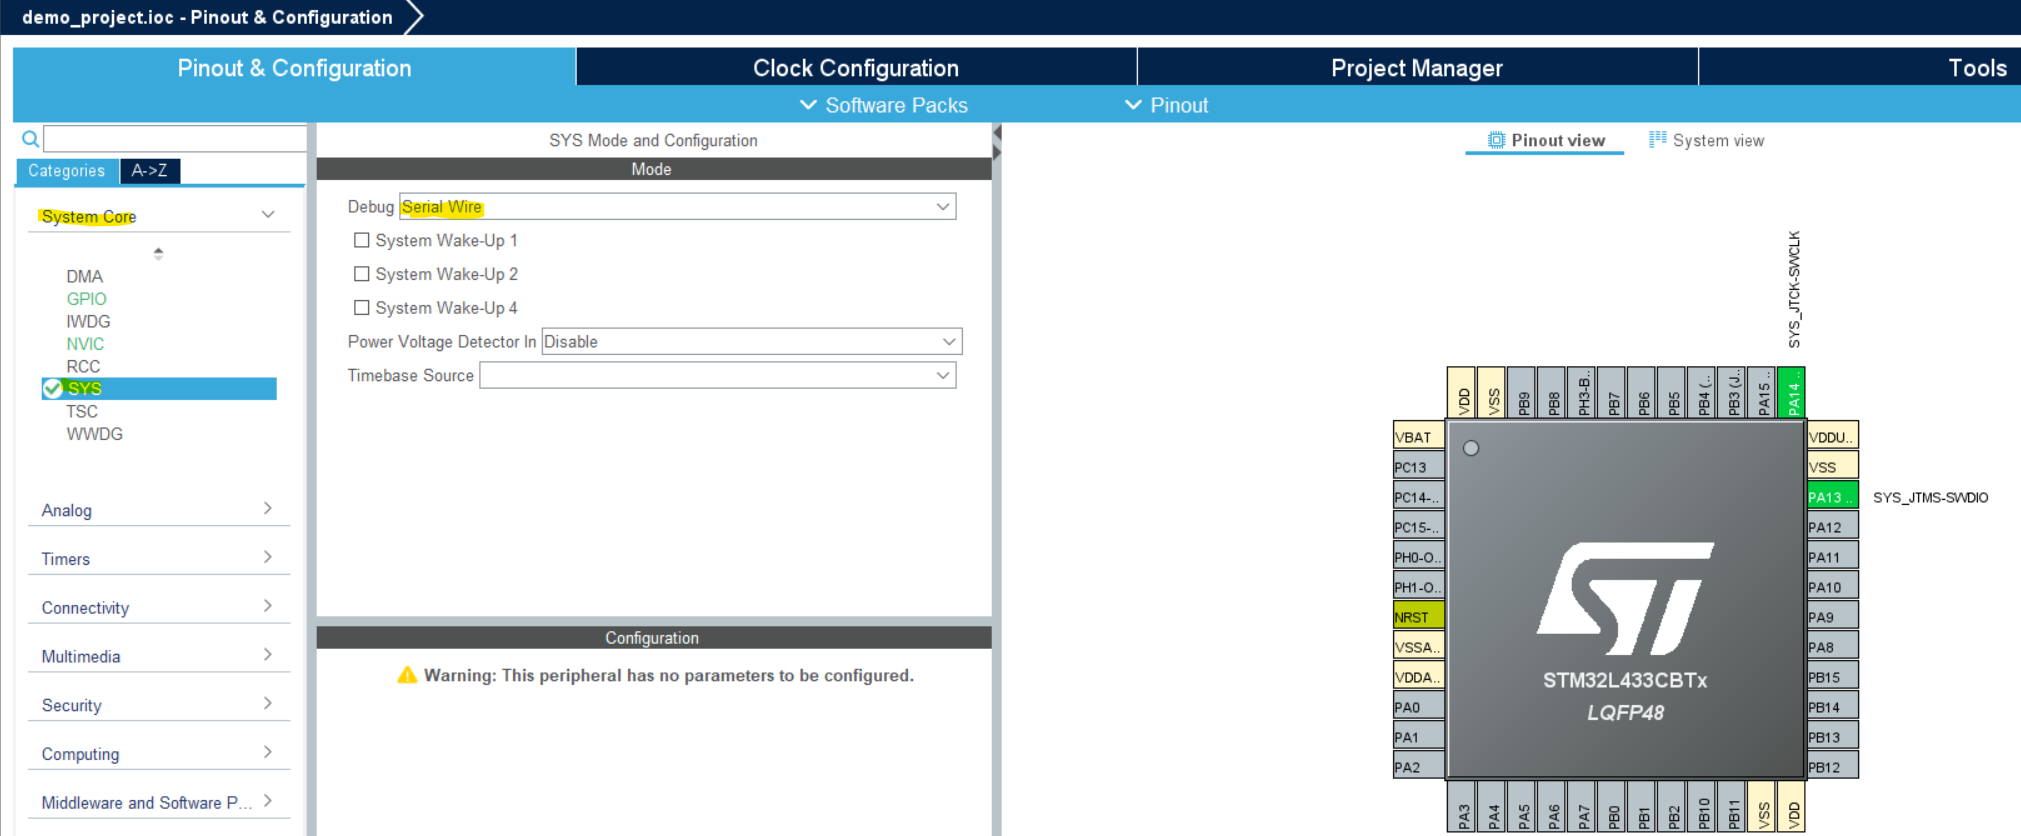 demo_project.ioc - Pinout & Configuration
Pinout & Configuration
Clock Configuration
Project Manager
Tools
Software Packs
Pinout
Categories
A->Z
System Core
DMA
GPIO
IWDG
NVIC
RCC
SYS
TSC
WWDG
Analog
Timers
Connectivity
Multimedia
Security
Computing
Middleware and Software P...
SYS Mode and Configuration
Mode
Debug Serial Wire
System Wake-Up 1
System Wake-Up 2
System Wake-Up 4
Power Voltage Detector In Disable
Timebase Source
Configuration
Warning: This peripheral has no parameters to be configured.
Pinout view
System view
SYS_JTCK-SWCLK
VDD
VSS
PB9
PB8
PH3-B..
PB7
PB6
PB5
PB4 (..
PB3 (J..
PA15 ..
PA14 ..
VBAT
PC13
PC14-..
PC15-..
PH0-O..
PH1-O..
NRST
VSSA..
VDDA..
PA0
PA1
PA2
STM32L433CBTx
LQFP48
VDDU..
VSS
PA13 ..
SYS_JTMS-SWDIO
PA12
PA11
PA10
PA9
PA8
PB15
PB14
PB13
PB12
PA3
PA4
PA5
PA6
PA7
PB0
PB1
PB2
PB10
PB11
VSS
VDD